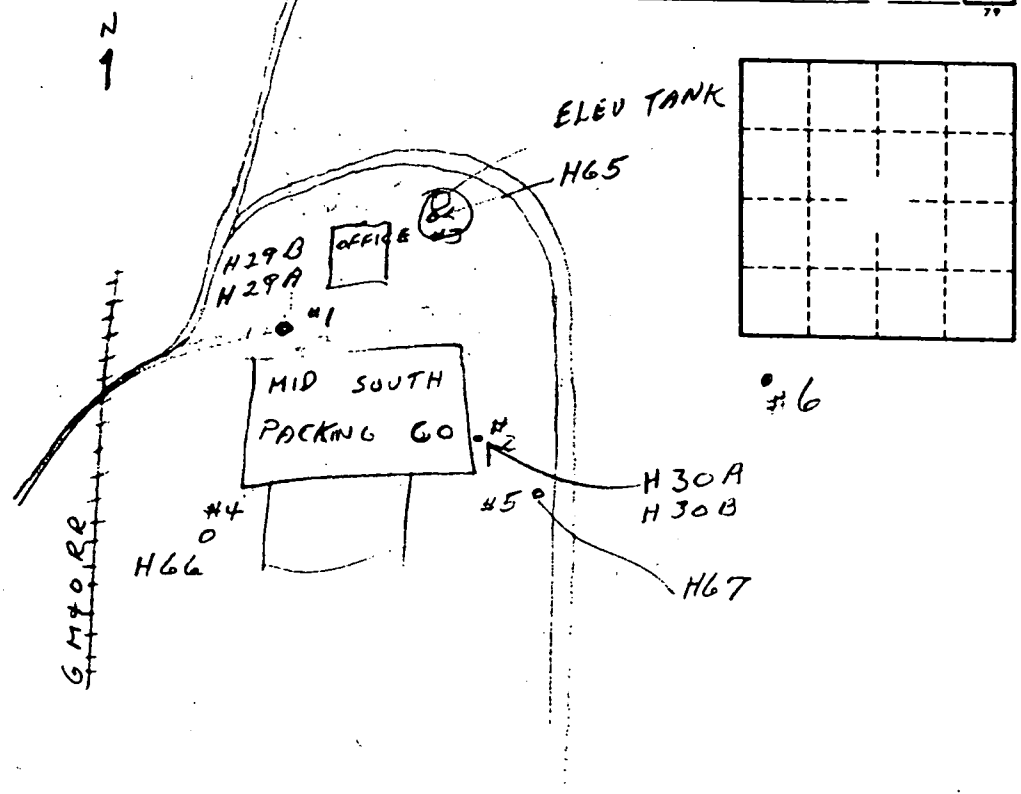 79
N
ELEV TANK
H65
OFFICE
#3
H29B
H29A
#1
MID SOUTH
PACKING CO
#2
#6
H30A
H30B
#5
#4
H66
H67
GM&O RR